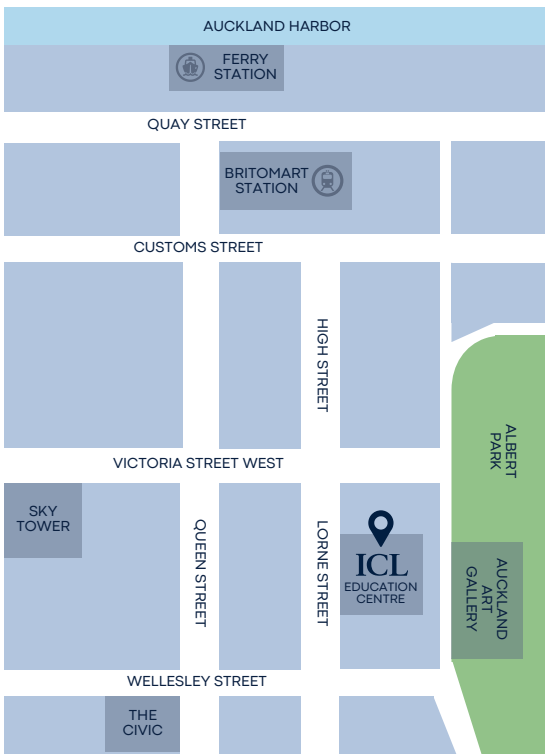 AUCKLAND HARBOR
FERRY
STATION
QUAY STREET
BRITOMART
STATION
CUSTOMS STREET
HIGH STREET
ALBERT
PARK
VICTORIA STREET WEST
SKY
TOWER
QUEEN STREET
LORNE STREET
ICL
EDUCATION
CENTRE
AUCKLAND
ART
GALLERY
WELLESLEY STREET
THE
CIVIC